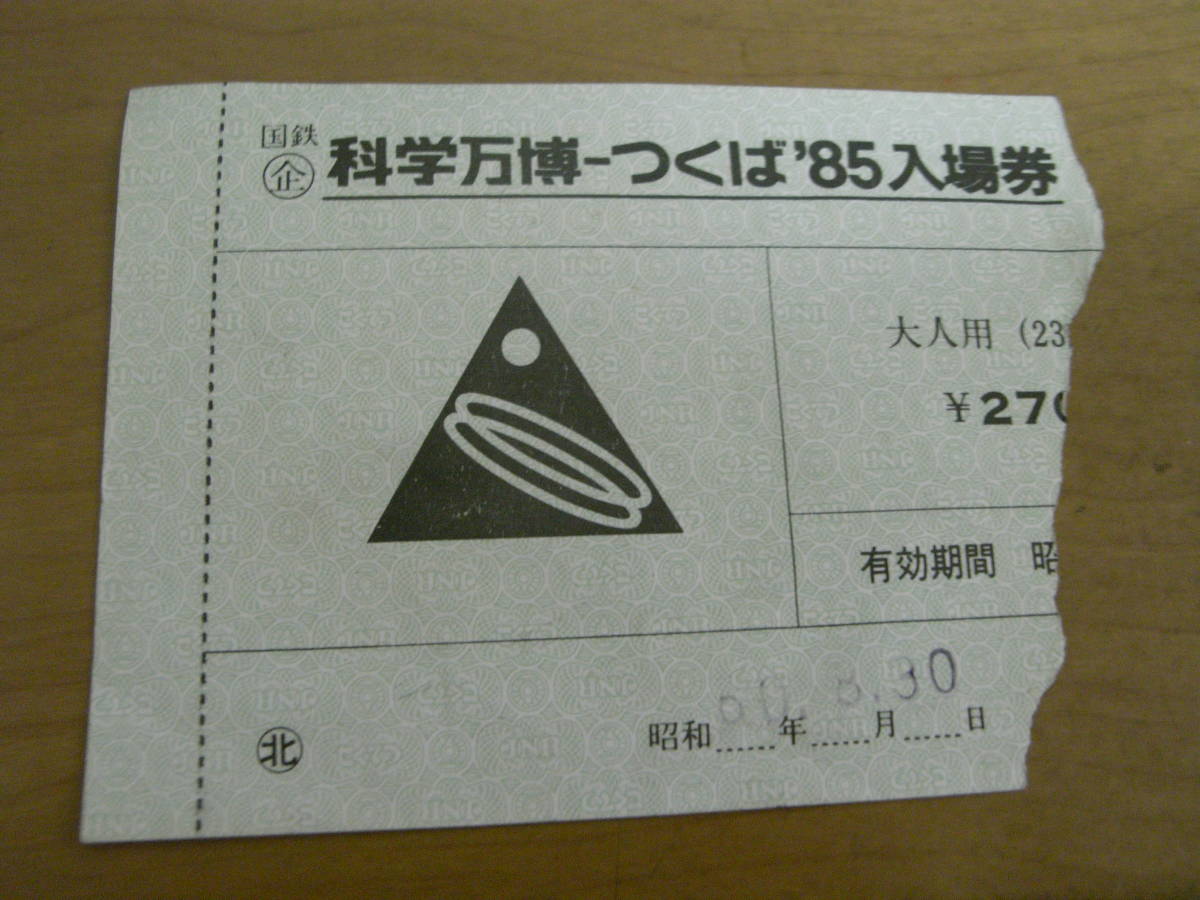 国鉄
企 科学万博-つくば'85入場券
大人用 (23
¥270
有効期間 昭
60. 8.30
昭和......年......月......日
北